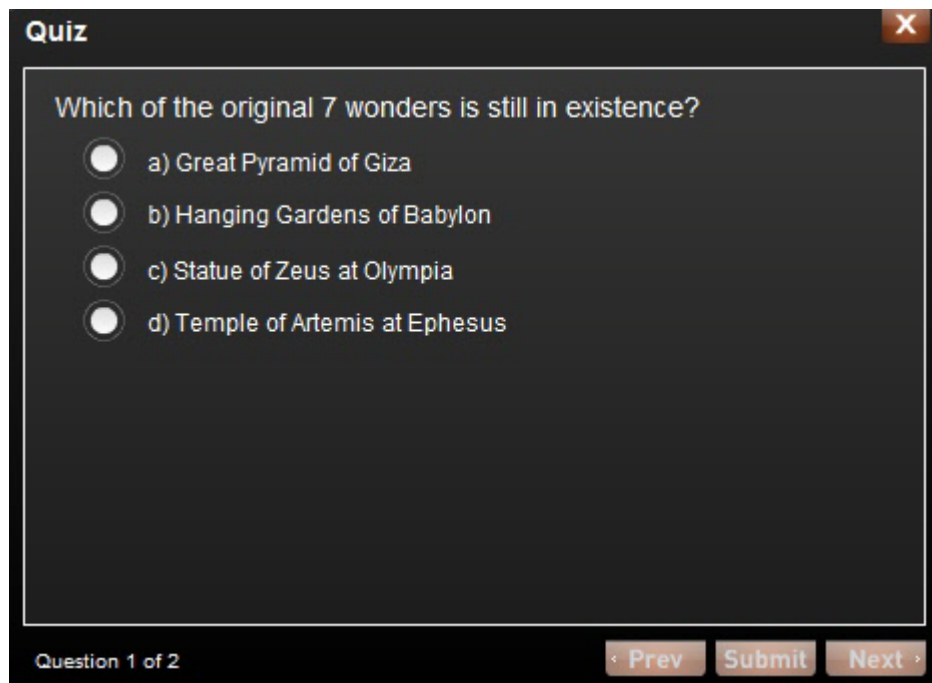 Quiz
X
Which of the original 7 wonders is still in existence?
a) Great Pyramid of Giza
b) Hanging Gardens of Babylon
c) Statue of Zeus at Olympia
d) Temple of Artemis at Ephesus
Question 1 of 2
‹ Prev Submit Next ›